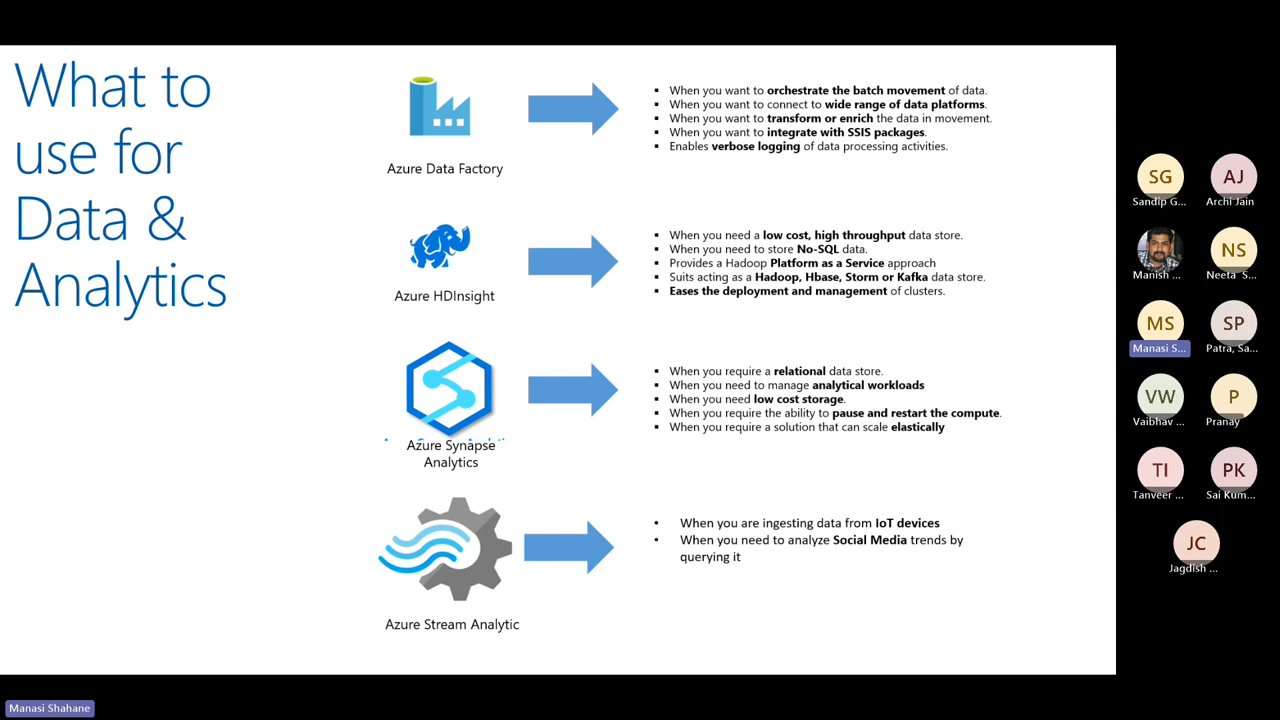 What to
use for
Data &
Analytics
Azure Data Factory
▪ When you want to orchestrate the batch movement of data.
▪ When you want to connect to wide range of data platforms.
▪ When you want to transform or enrich the data in movement.
▪ When you want to integrate with SSIS packages.
▪ Enables verbose logging of data processing activities.
Azure HDInsight
▪ When you need a low cost, high throughput data store.
▪ When you need to store No-SQL data.
▪ Provides a Hadoop Platform as a Service approach
▪ Suits acting as a Hadoop, Hbase, Storm or Kafka data store.
▪ Eases the deployment and management of clusters.
Azure Synapse
Analytics
▪ When you require a relational data store.
▪ When you need to manage analytical workloads
▪ When you need low cost storage.
▪ When you require the ability to pause and restart the compute.
▪ When you require a solution that can scale elastically
Azure Stream Analytic
• When you are ingesting data from IoT devices
• When you need to analyze Social Media trends by
querying it
SG
Sandip G...
AJ
Archi Jain
Manish ...
NS
Neeta S...
MS
Manasi S...
SP
Patra, Sa...
VW
Vaibhav ...
P
Pranay
TI
Tanveer ...
PK
Sai Kum...
JC
Jagdish ...
Manasi Shahane